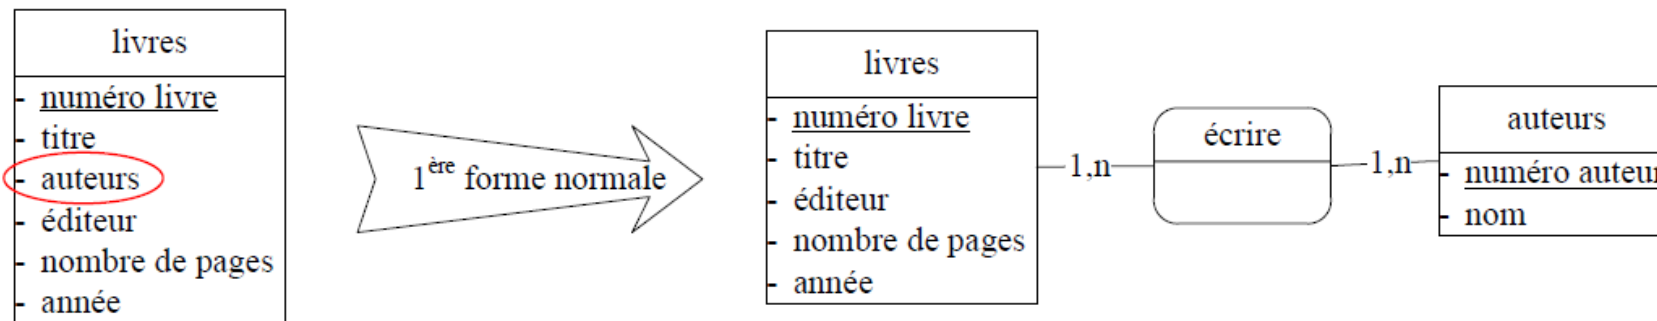 livres
- numéro livre
- titre
- auteurs
- éditeur
- nombre de pages
- année
1ère forme normale
livres
- numéro livre
- titre
- éditeur
- nombre de pages
- année
1,n
écrire
1,n
auteurs
- numéro auteur
- nom